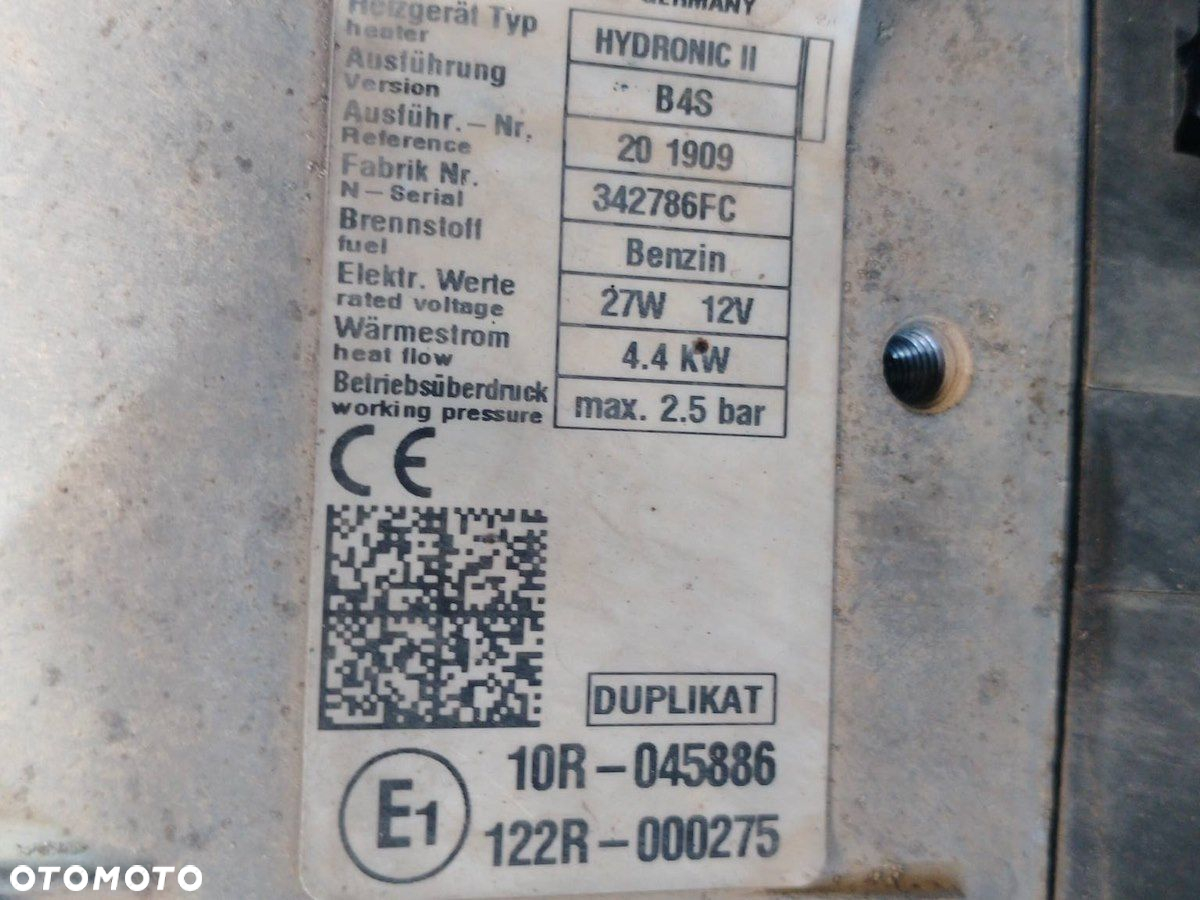 GERMANY
Heizgerät Typ
heater
HYDRONIC II
Ausführung
Version
B4S
Ausführ.-Nr.
Reference
20 1909
Fabrik Nr.
N-Serial
342786FC
Brennstoff
fuel
Benzin
Elektr. Werte
rated voltage
27W 12V
Wärmestrom
heat flow
4.4 KW
Betriebsüberdruck
working pressure
max. 2.5 bar
CE
DUPLIKAT
E1
10R-045886
122R-000275
OTOMOTO